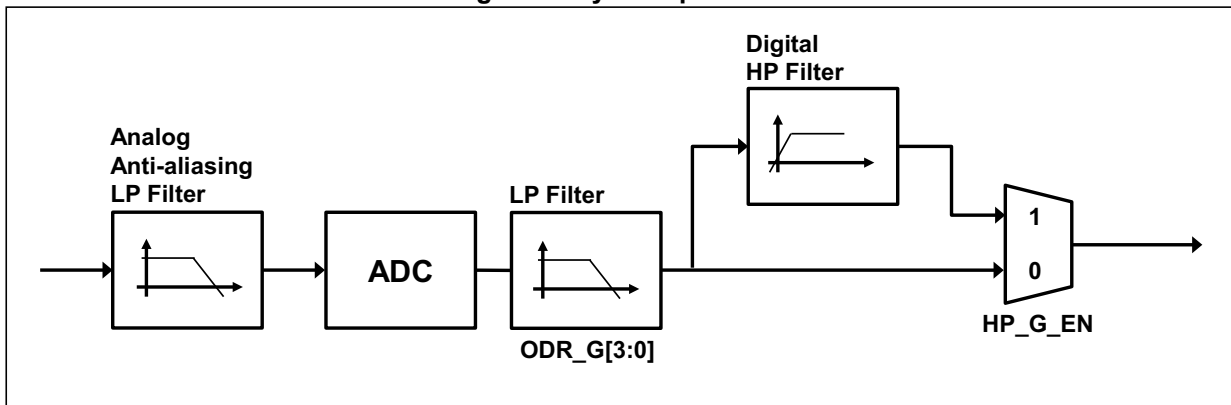 Digital
HP Filter
Analog
Anti-aliasing
LP Filter
LP Filter
ADC
1
0
ODR_G[3:0]
HP_G_EN